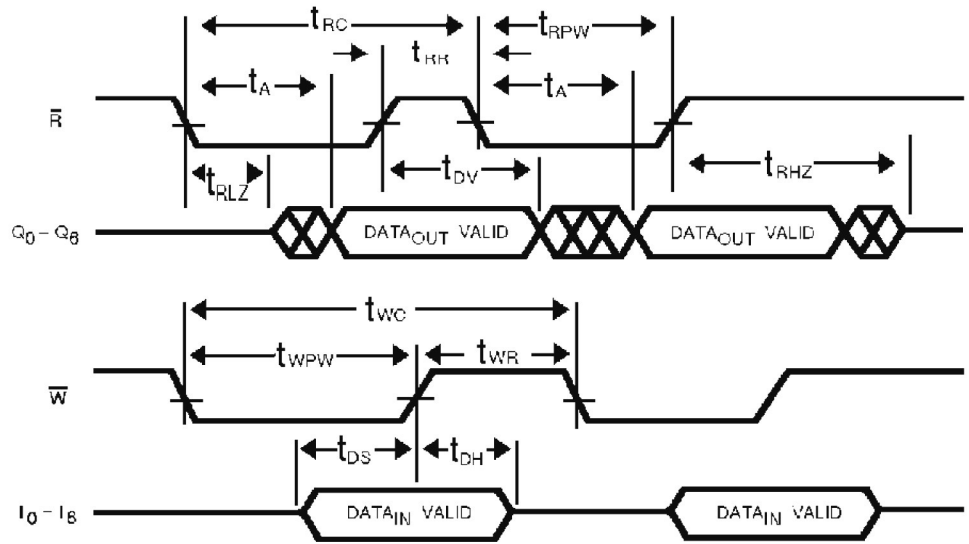 tRC
tRPW
tRR
tA
tA
R̅
tRLZ
tDV
tRHZ
Q0 – Q8
DATAOUT VALID
DATAOUT VALID
tWC
tWPW
tWR
W̅
tDS
tDH
I0 – I8
DATAIN VALID
DATAIN VALID